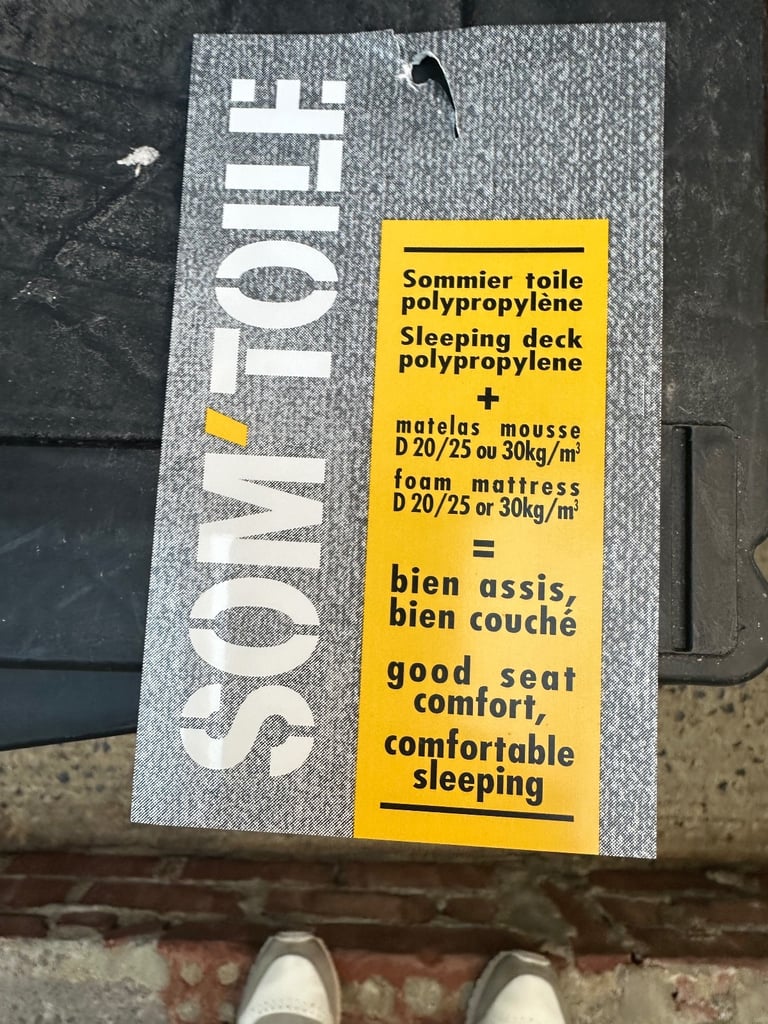 SOM'TOILE
Sommier toile
polypropylène
Sleeping deck
polypropylene
+
matelas mousse
D 20/25 ou 30kg/m³
foam mattress
D 20/25 or 30kg/m³
=
bien assis,
bien couché
good seat
comfort,
comfortable
sleeping